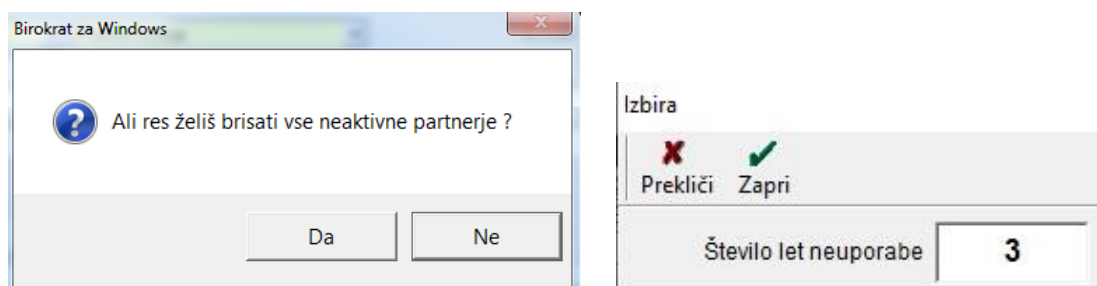 Birokrat za Windows
Ali res želiš brisati vse neaktivne partnerje ?
Da Ne
Izbira
Prekliči Zapri
Število let neuporabe 3